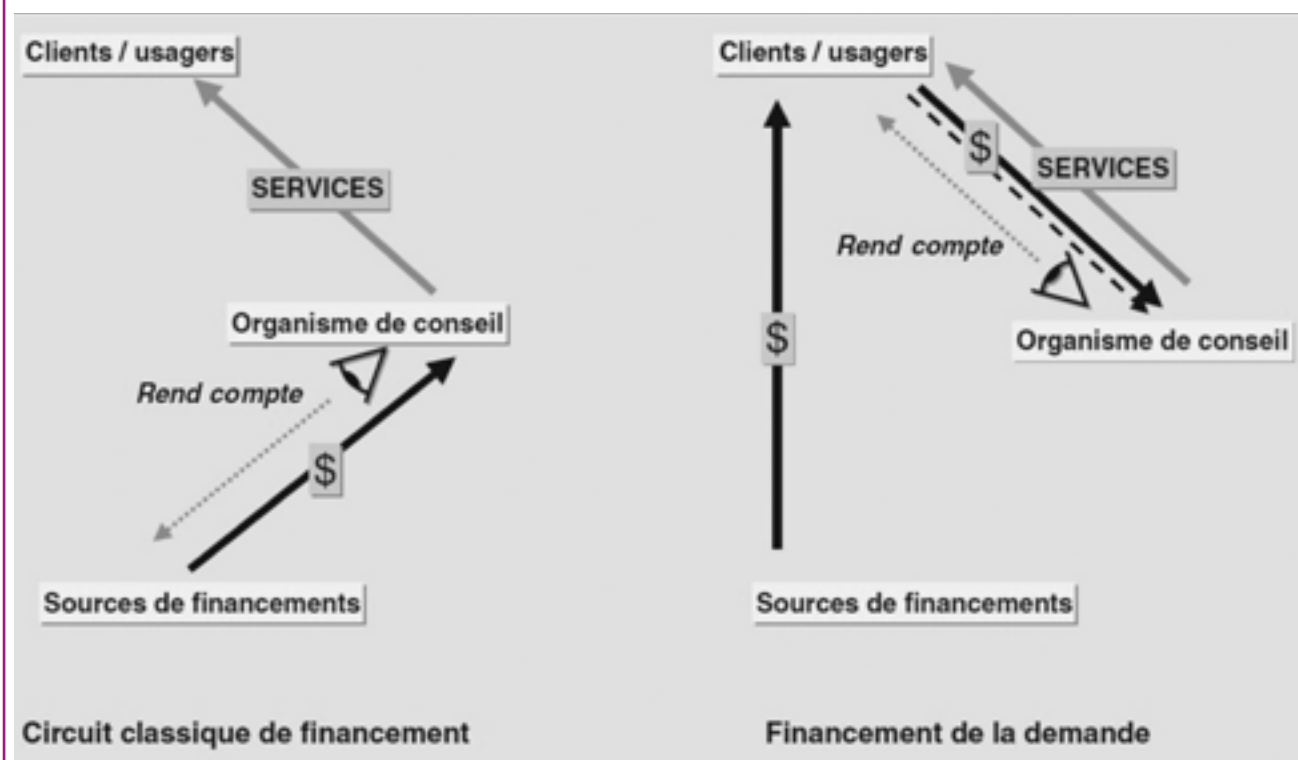 Clients / usagers
SERVICES
Organisme de conseil
Rend compte
$
Sources de financements
Circuit classique de financement
Clients / usagers
$
SERVICES
Rend compte
$
Organisme de conseil
Sources de financements
Financement de la demande